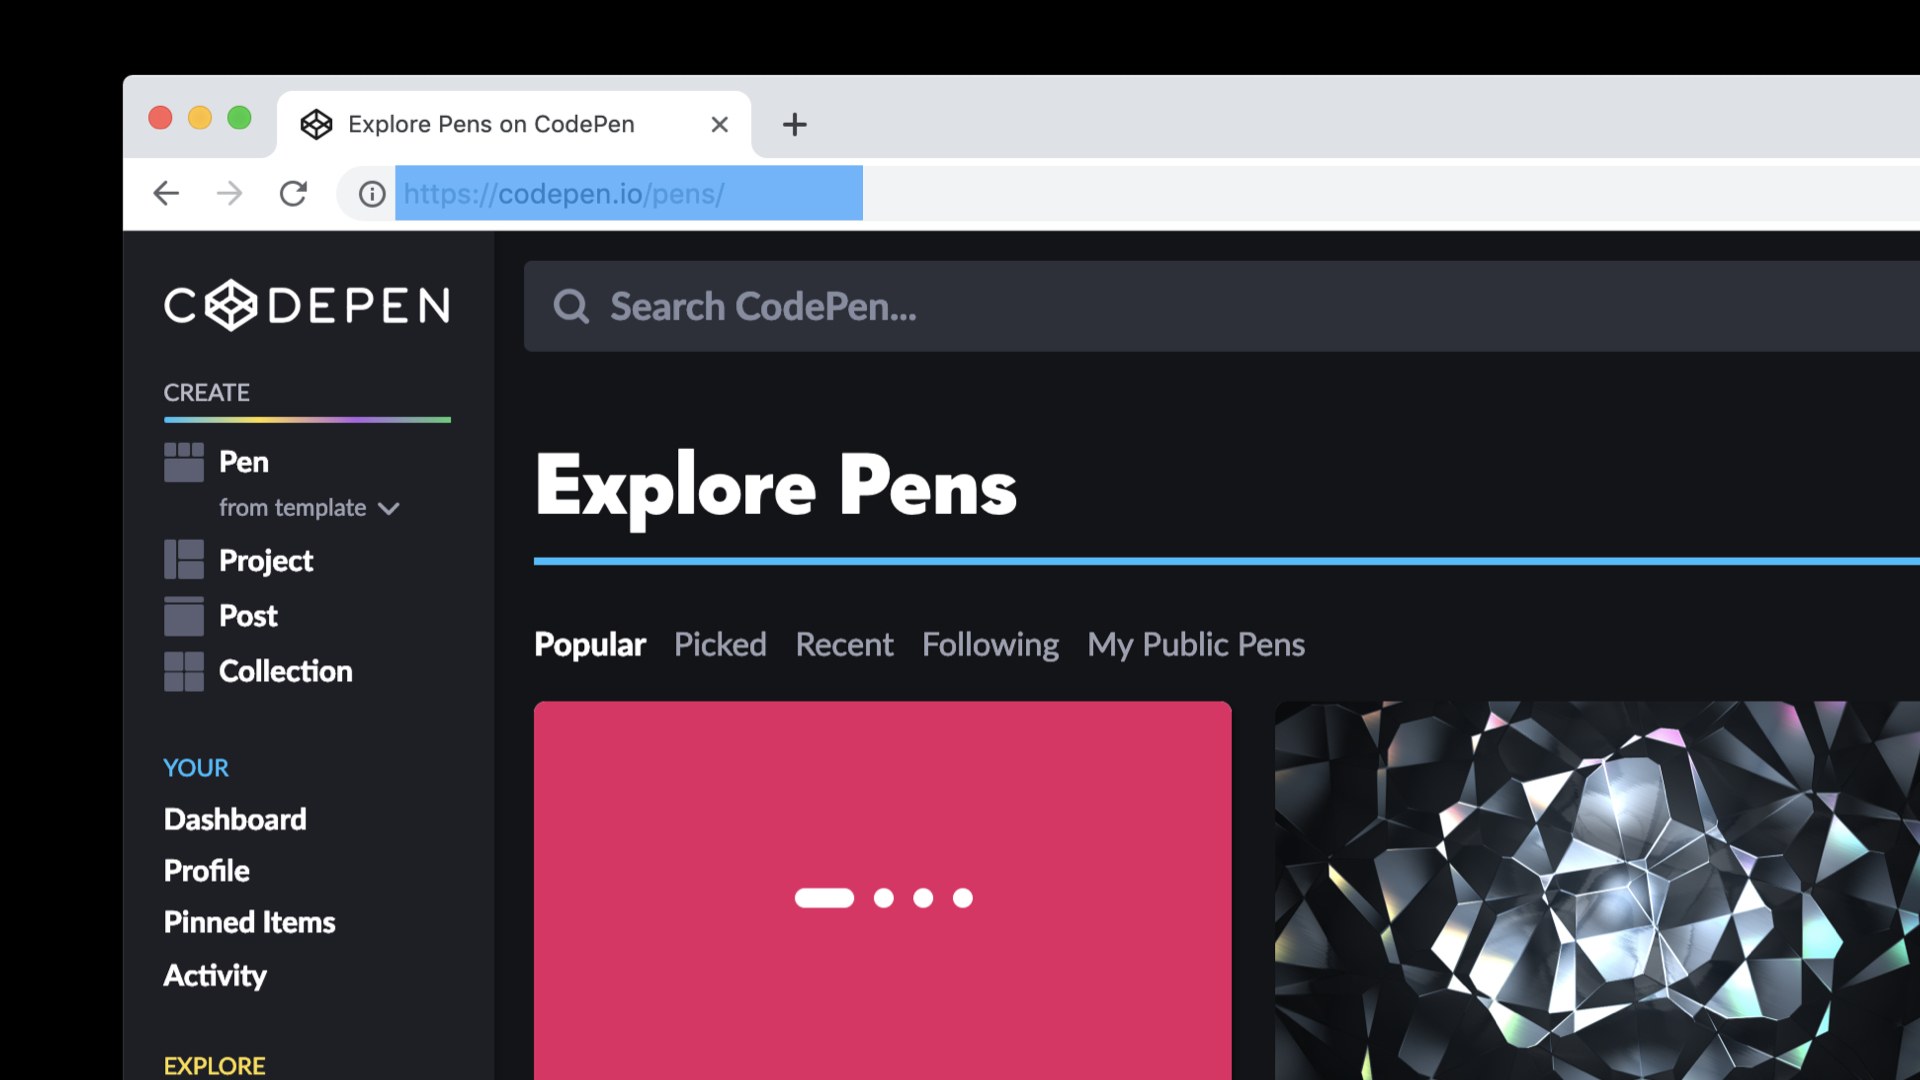 Explore Pens on CodePen
https://codepen.io/pens/
CODEPEN
Search CodePen...
CREATE
Pen
from template
Project
Post
Collection
YOUR
Dashboard
Profile
Pinned Items
Activity
EXPLORE
Explore Pens
Popular Picked Recent Following My Public Pens